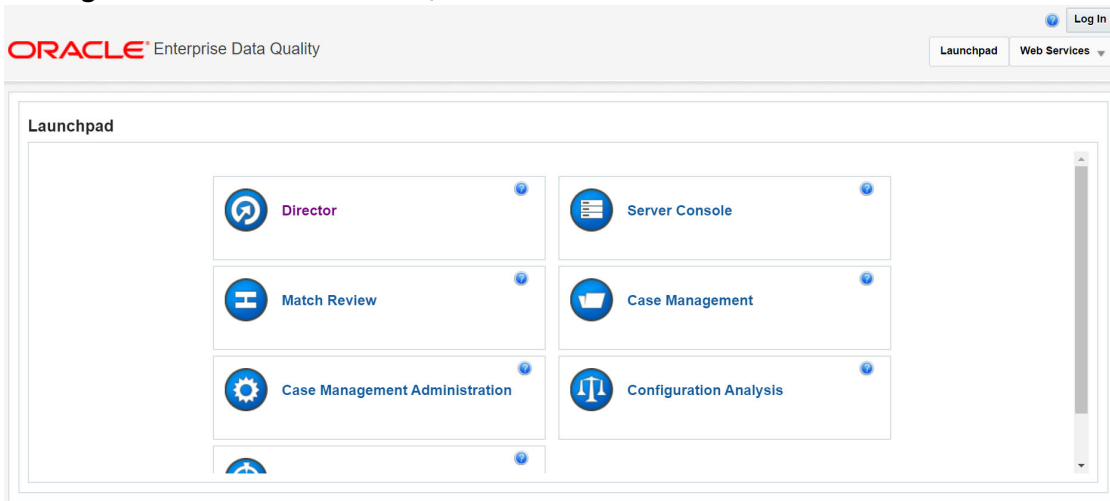 Log In
ORACLE Enterprise Data Quality
Launchpad Web Services
Launchpad
Director
Server Console
Match Review
Case Management
Case Management Administration
Configuration Analysis